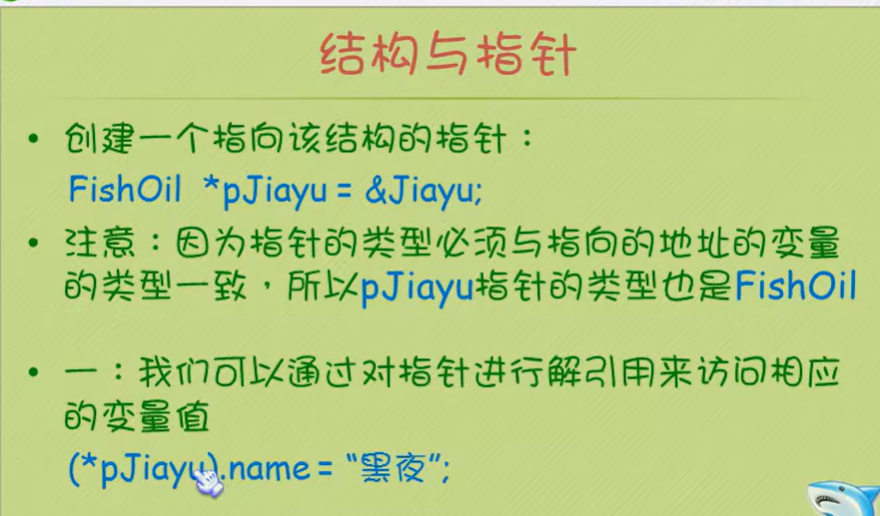 结构与指针
• 创建一个指向该结构的指针：
FishOil *pJiayu = &Jiayu;
• 注意：因为指针的类型必须与指向的地址的变量
的类型一致，所以pJiayu指针的类型也是FishOil
• 一：我们可以通过对指针进行解引用来访问相应
的变量值
(*pJiayu).name = “黑夜”;